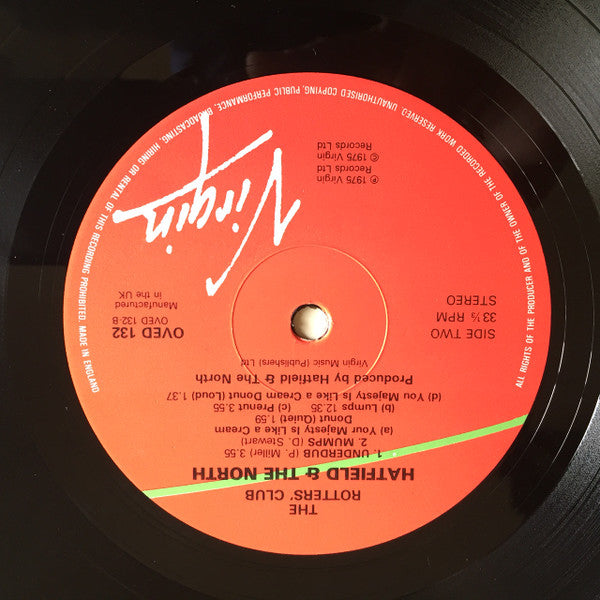 ALL RIGHTS OF THE PRODUCER AND OF THE OWNER OF THE RECORDED WORK RESERVED. UNAUTHORISED COPYING, PUBLIC PERFORMANCE, BROADCASTING, HIRING OR RENTAL OF THIS RECORDING PROHIBITED. MADE IN ENGLAND
Virgin
℗ 1975 Virgin
Records Ltd
© 1975 Virgin
Records Ltd
SIDE TWO
33⅓ RPM
STEREO
OVED 132
OVED 132-B
Manufactured
in the UK
THE
ROTTERS' CLUB
HATFIELD & THE NORTH
1. UNDERDUB (P. Miller) 3.55
2. MUMPS (D. Stewart)
(a) Your Majesty Is Like a Cream
Donut (Quiet) 1.59
(b) Lumps 12.35 (c) Prenut 3.55
(d) You Majesty Is Like a Cream Donut (Loud) 1.37
Produced by Hatfield & The North
Virgin Music (Publishers) Ltd